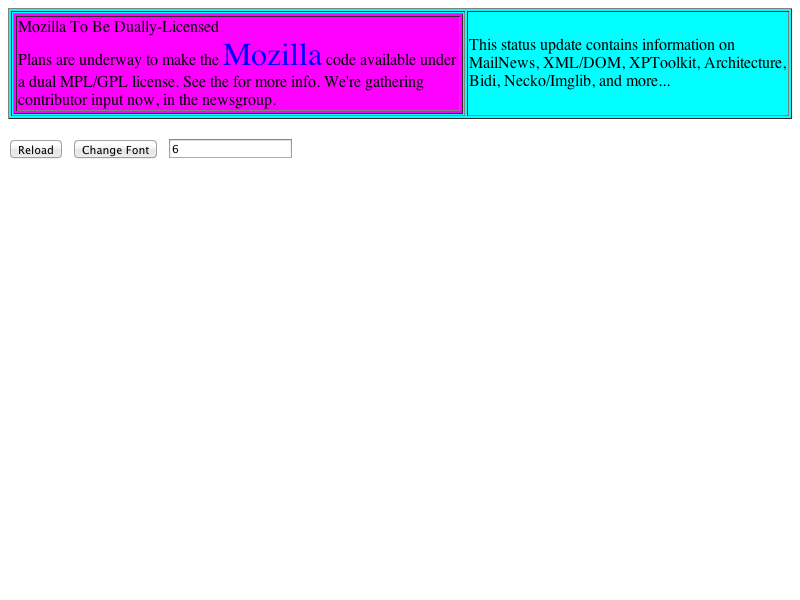 Mozilla To Be Dually-Licensed
Plans are underway to make the Mozilla code available under
a dual MPL/GPL license. See the for more info. We're gathering
contributor input now, in the newsgroup.
This status update contains information on
MailNews, XML/DOM, XPToolkit, Architecture,
Bidi, Necko/Imglib, and more...
Reload Change Font 6